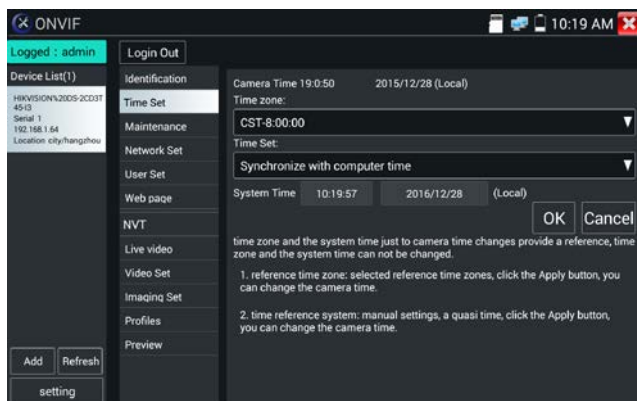 ONVIF
10:19 AM
Logged : admin
Login Out
Device List(1)
HIKVISION%20DS-2CD3T
45-I3
Serial 1
192.168.1.64
Location city/hangzhou
Add
Refresh
setting
Identification
Time Set
Maintenance
Network Set
User Set
Web page
NVT
Live video
Video Set
Imaging Set
Profiles
Preview
Camera Time 19:0:50 2015/12/28 (Local)
Time zone:
CST-8:00:00
Time Set:
Synchronize with computer time
System Time 10:19:57 2016/12/28 (Local)
OK
Cancel
time zone and the system time just to camera time changes provide a reference, time
zone and the system time can not be changed.
1. reference time zone: selected reference time zones, click the Apply button, you
can change the camera time.
2. time reference system: manual settings, a quasi time, click the Apply button,
you can change the camera time.